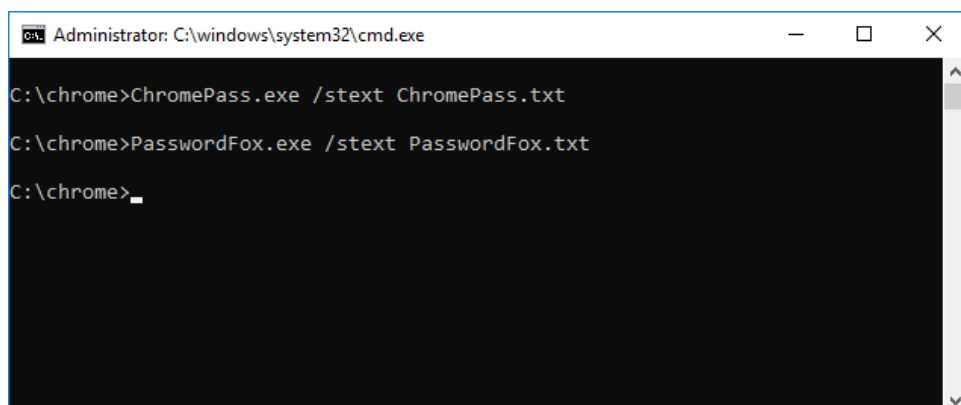 Administrator: C:\windows\system32\cmd.exe
C:\chrome>ChromePass.exe /stext ChromePass.txt
C:\chrome>PasswordFox.exe /stext PasswordFox.txt
C:\chrome>